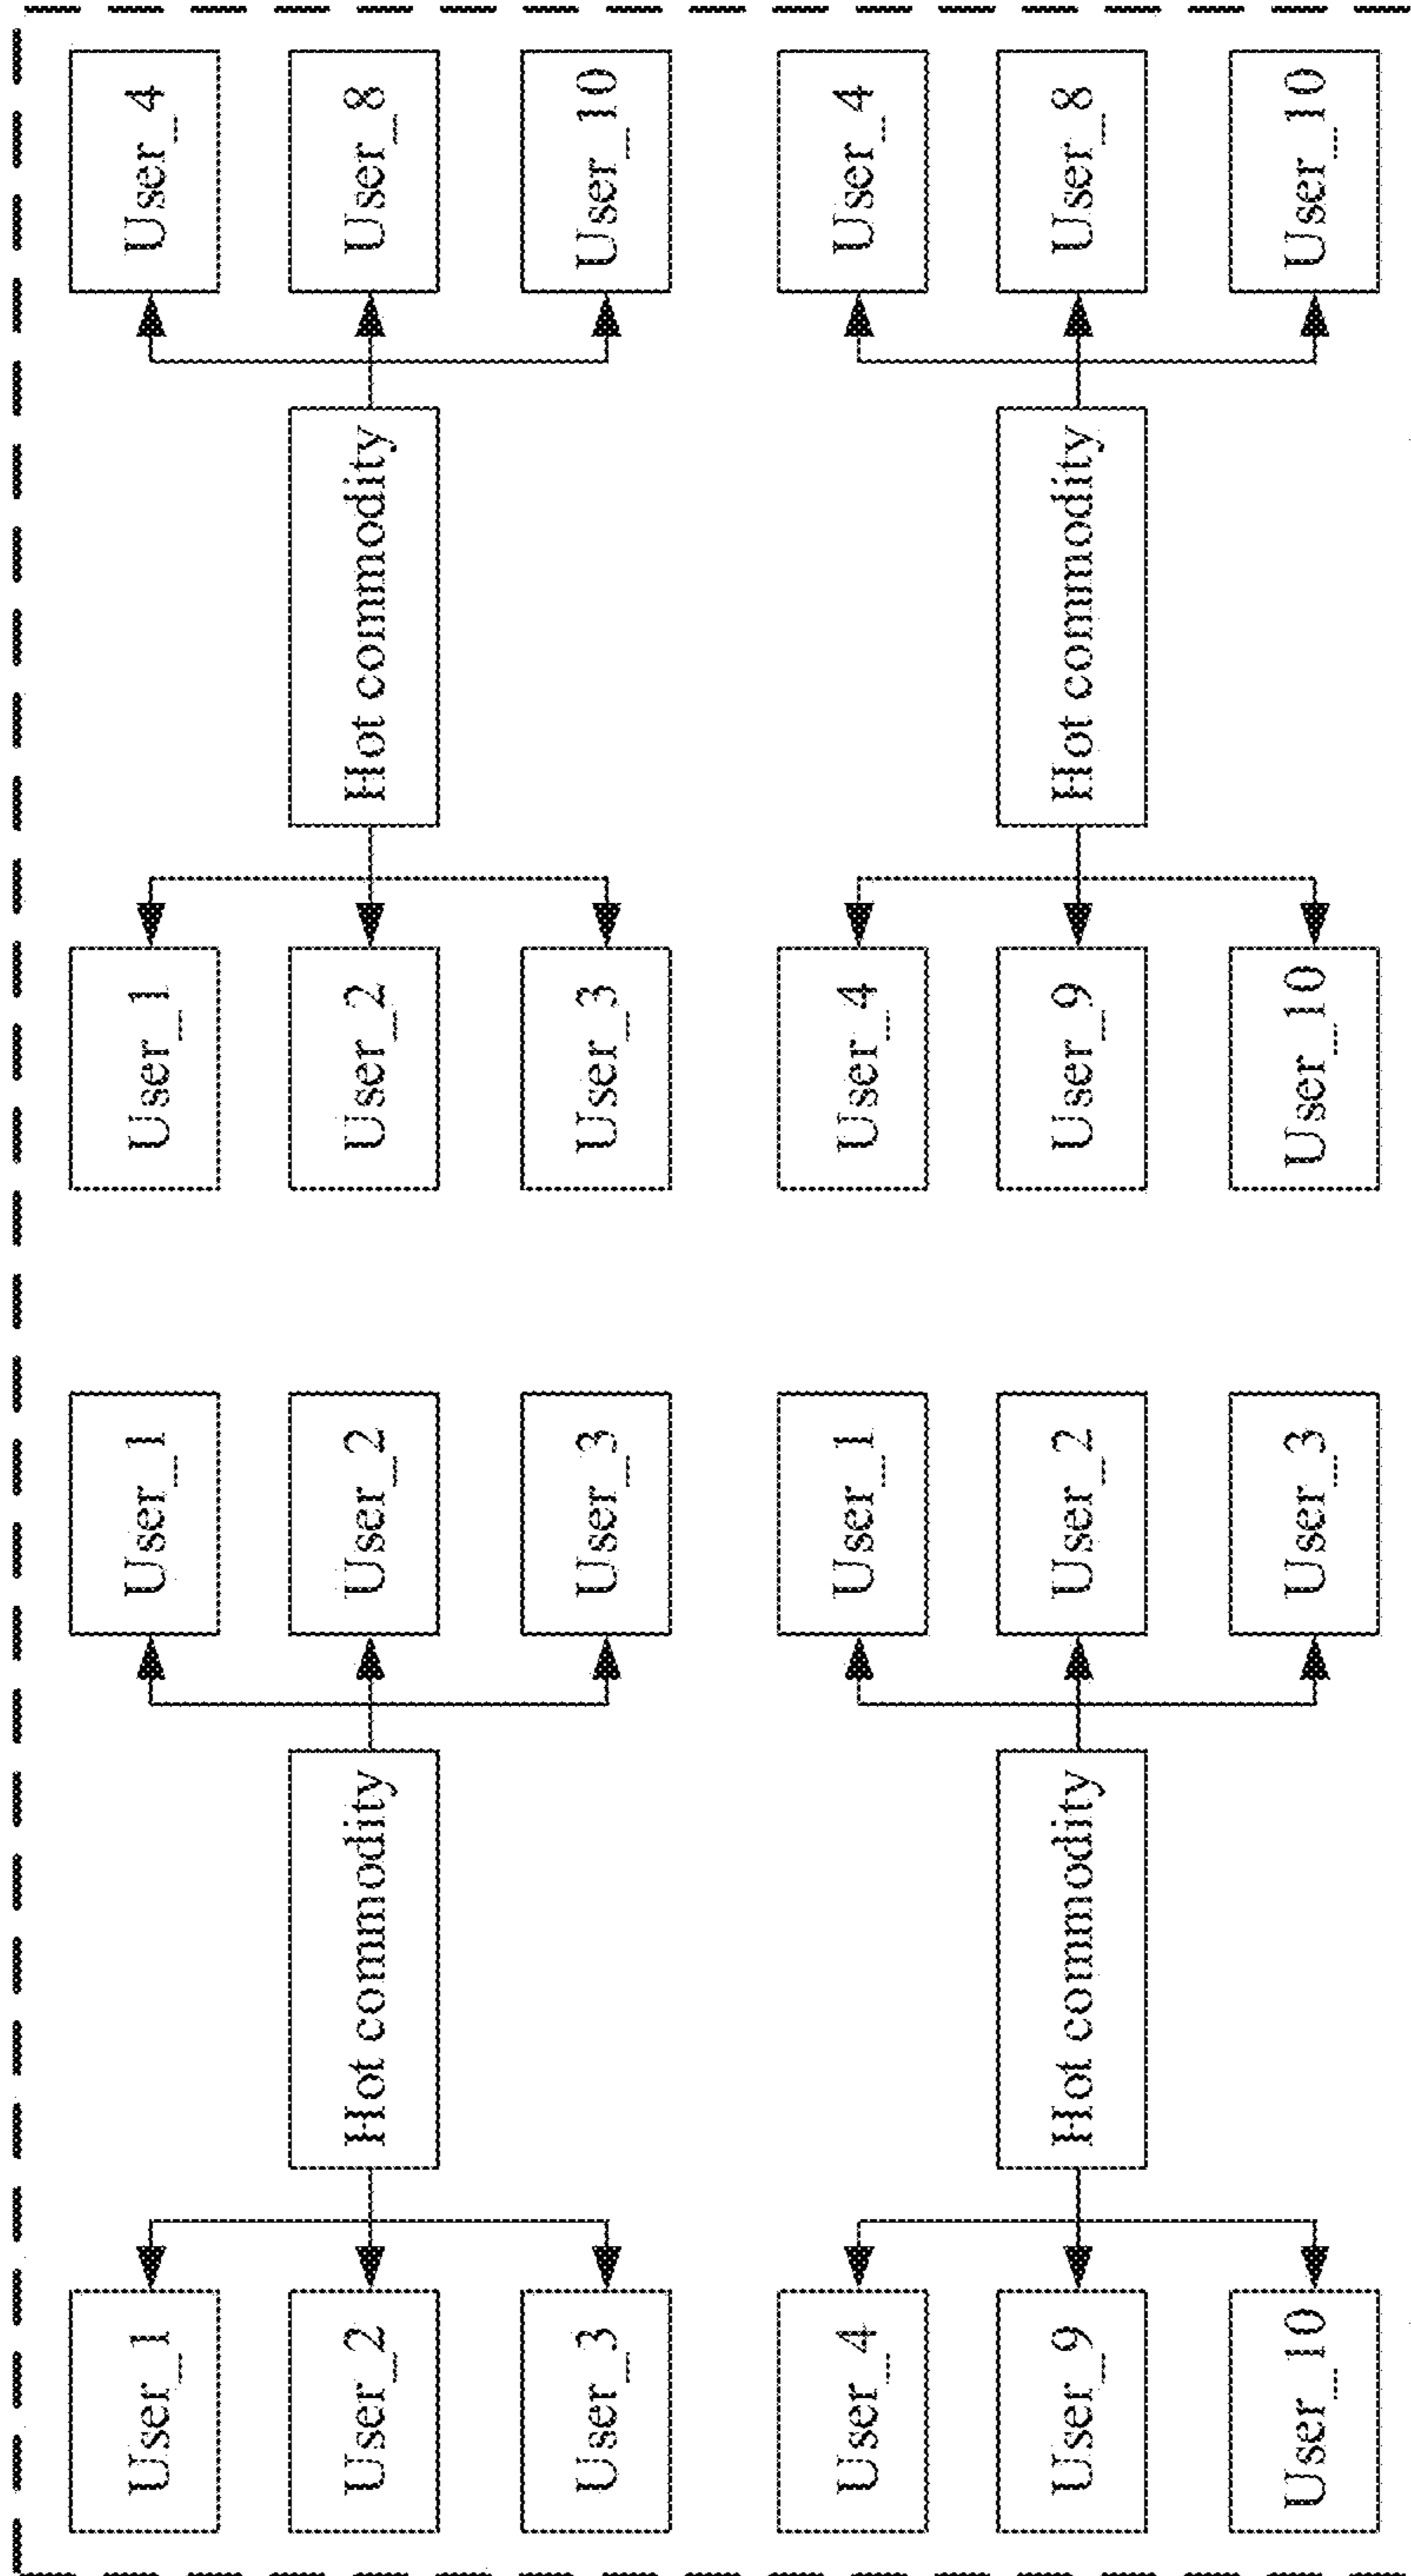 User_1
User_1
User_1
User_4
User_2
Hot commodity
User_2
User_2
Hot commodity
User_8
User_3
User_3
User_3
User_10
User_4
User_1
User_4
User_4
User_9
Hot commodity
User_2
User_9
Hot commodity
User_8
User_10
User_3
User_10
User_10